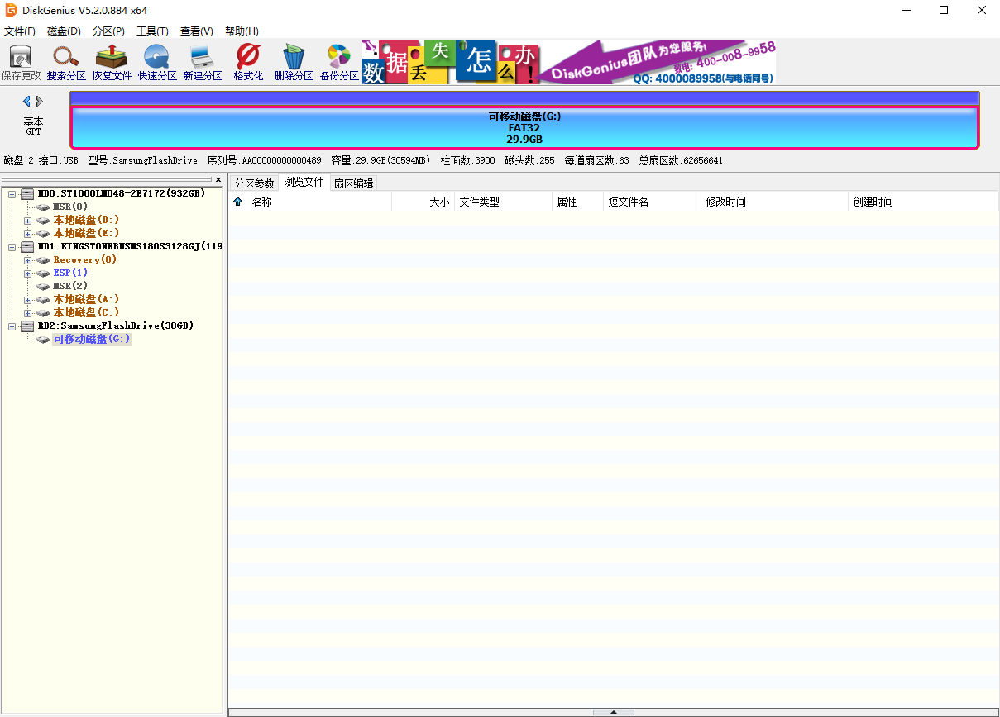 DiskGenius V5.2.0.884 x64
文件(F) 磁盘(D) 分区(P) 工具(T) 查看(V) 帮助(H)
保存更改 搜索分区 恢复文件 快速分区 新建分区 格式化 删除分区 备份分区
数据丢失怎么办!
DiskGenius团队为您服务!
致电: 400-008-9958
QQ: 4000089958(与电话同号)
基本
GPT
可移动磁盘(G:)
FAT32
29.9GB
磁盘 2 接口:USB 型号:SamsungFlashDrive 序列号:AA00000000000489 容量:29.9GB(30594MB) 柱面数:3900 磁头数:255 每道扇区数:63 总扇区数:62656641
HD0:ST1000LM048-2E7172(932GB)
MSR(0)
本地磁盘(D:)
本地磁盘(E:)
HD1:KINGSTONRBUSMS180S3128GJ(119
Recovery(0)
ESP(1)
MSR(2)
本地磁盘(A:)
本地磁盘(C:)
RD2:SamsungFlashDrive(30GB)
可移动磁盘(G:)
分区参数 浏览文件 扇区编辑
名称 大小 文件类型 属性 短文件名 修改时间 创建时间